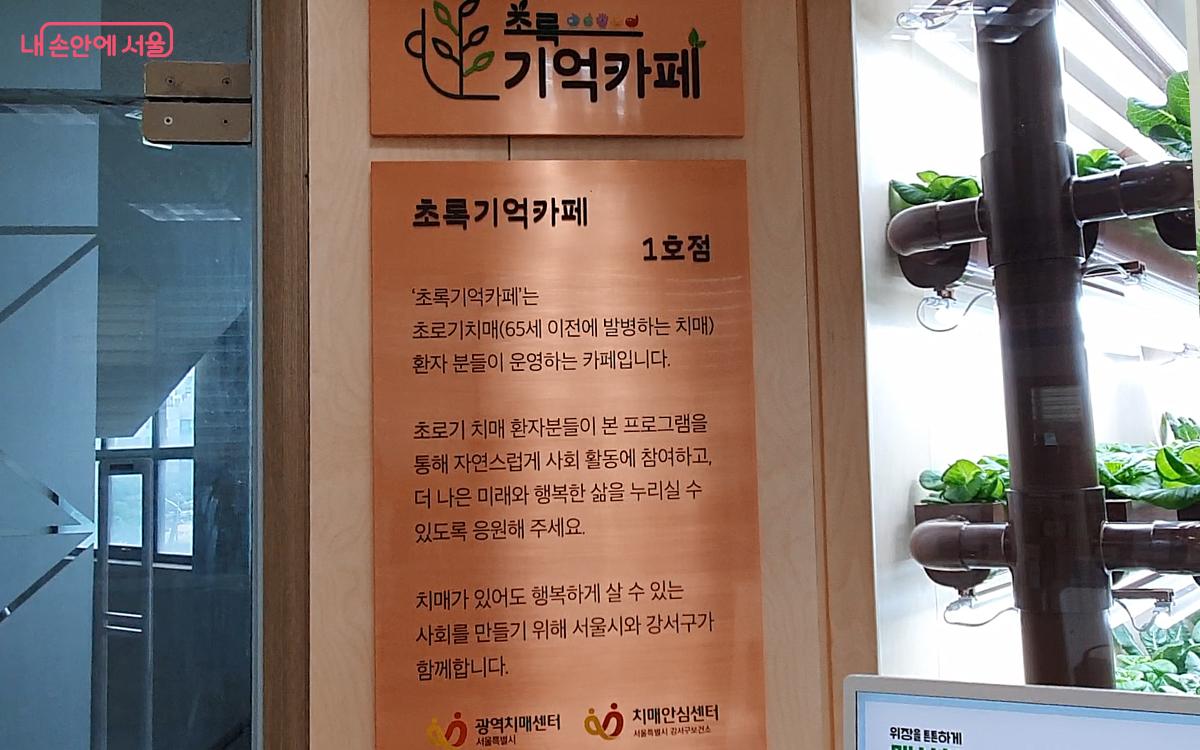 내 손안에 서울
초록
기억카페
초록기억카페
1호점
‘초록기억카페’는
초로기치매(65세 이전에 발병하는 치매)
환자 분들이 운영하는 카페입니다.
초로기 치매 환자분들이 본 프로그램을
통해 자연스럽게 사회 활동에 참여하고,
더 나은 미래와 행복한 삶을 누리실 수
있도록 응원해 주세요.
치매가 있어도 행복하게 살 수 있는
사회를 만들기 위해 서울시와 강서구가
함께합니다.
광역치매센터
서울특별시
치매안심센터
서울특별시 강서구보건소
위장을 튼튼하게